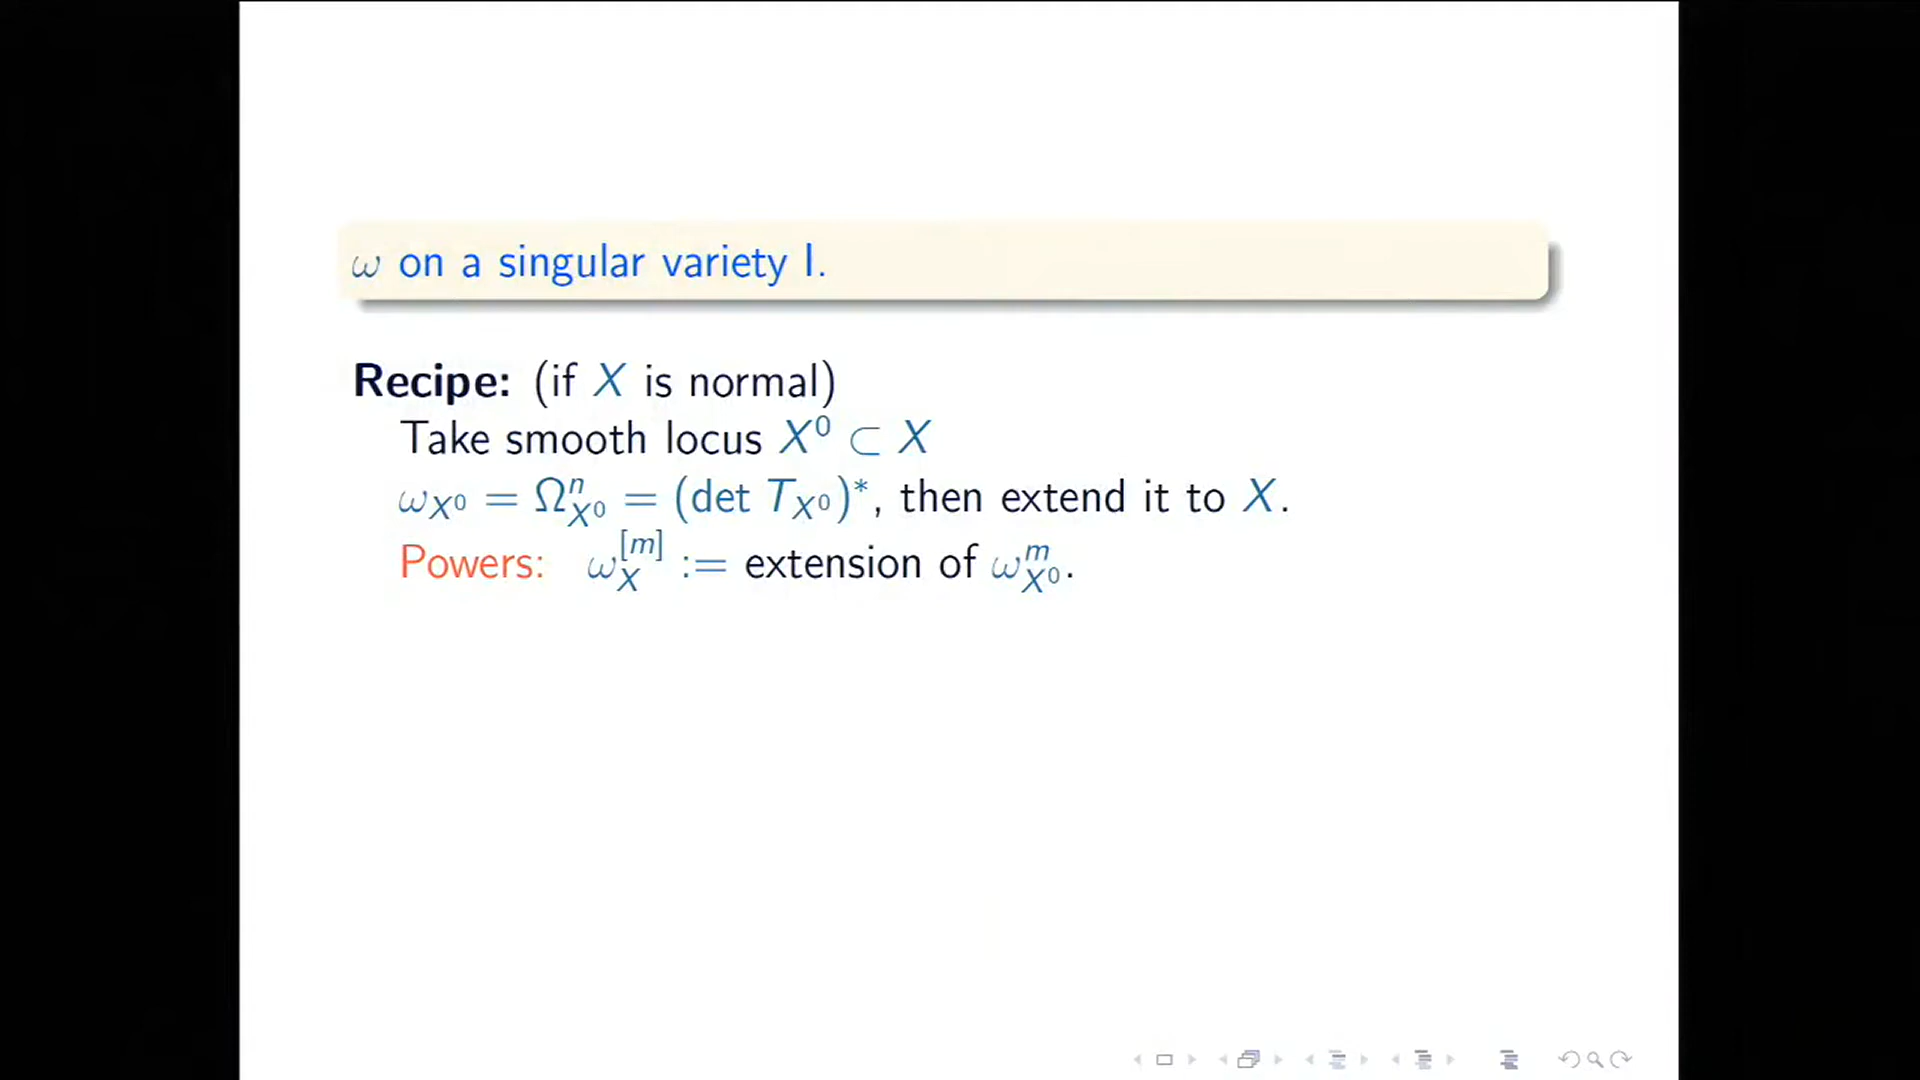 ω on a singular variety I.
Recipe: (if X is normal)
Take smooth locus X⁰ ⊂ X
ω_{X⁰} = Ω^n_{X⁰} = (det T_{X⁰})*, then extend it to X.
Powers: ω_X^{[m]} := extension of ω^m_{X⁰}.